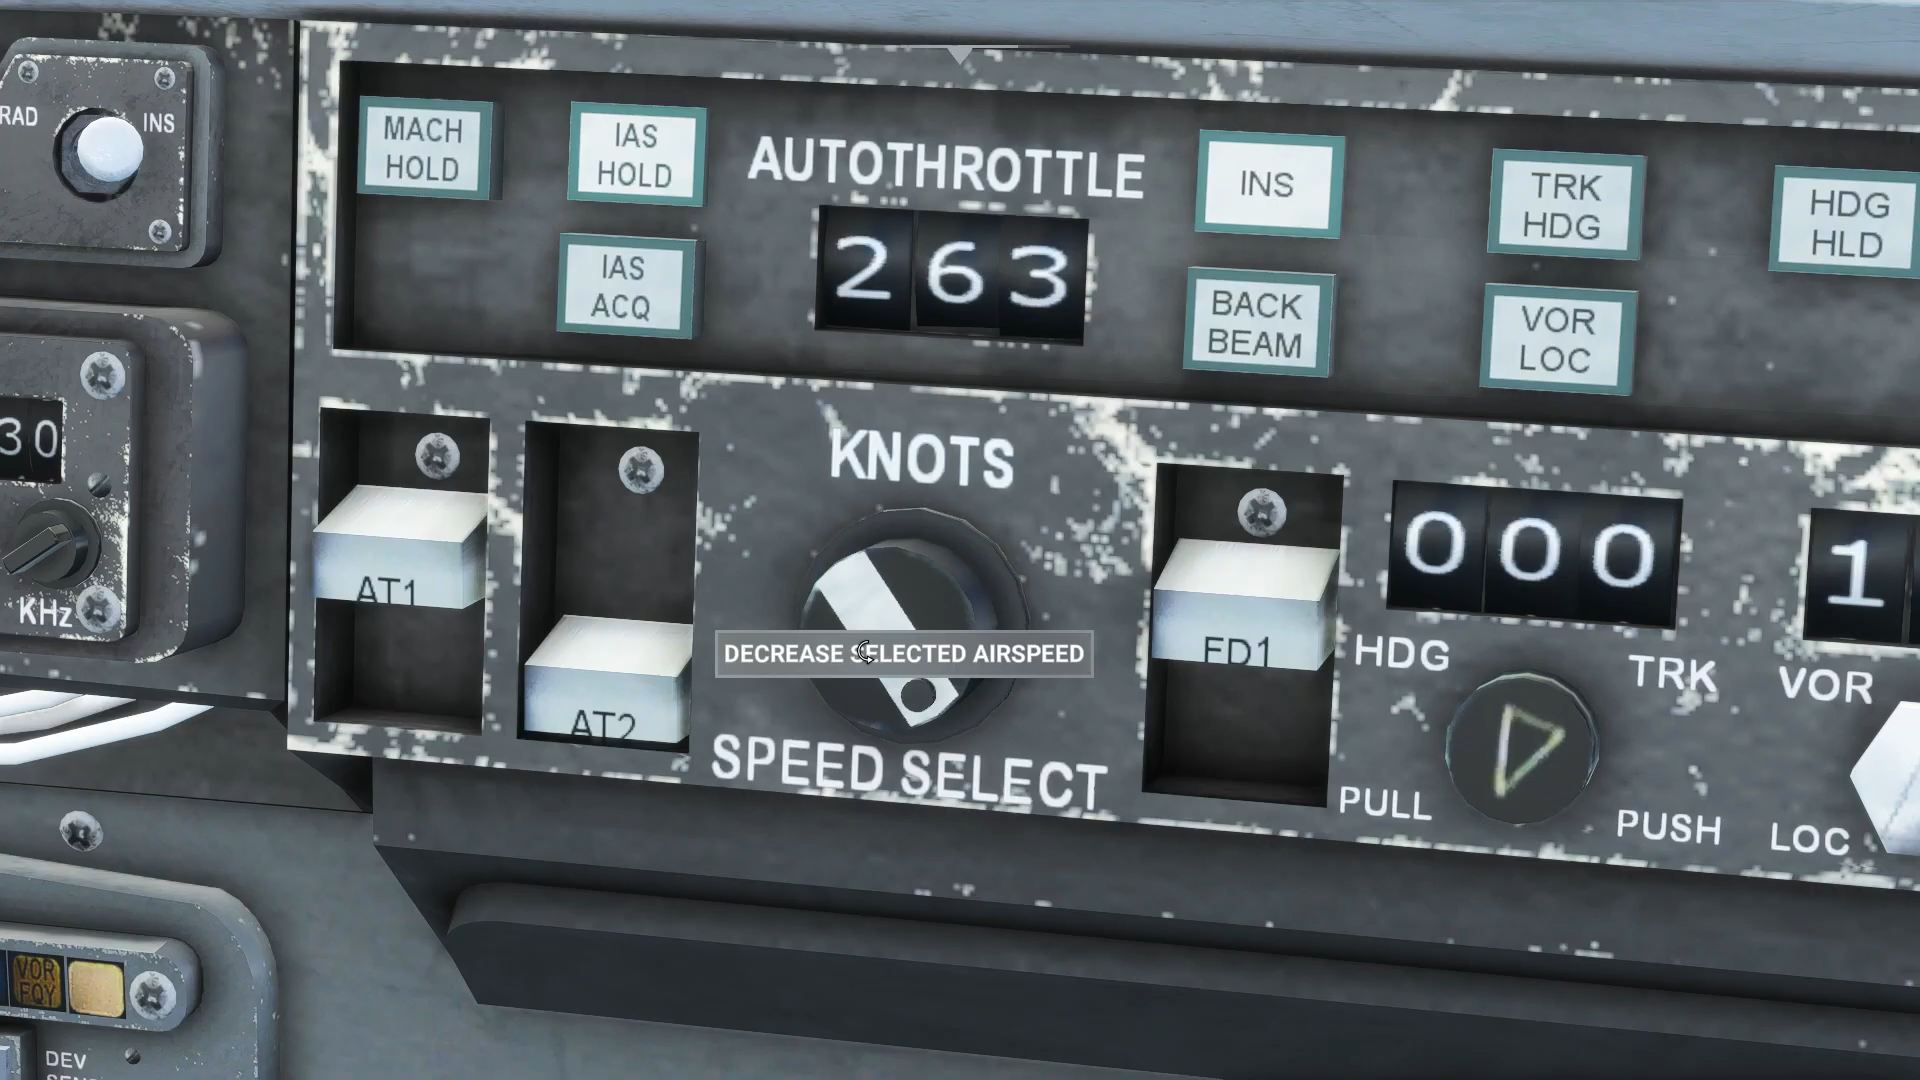 RAD
INS
MACH
HOLD
IAS
HOLD
IAS
ACQ
AUTOTHROTTLE
263
INS
BACK
BEAM
TRK
HDG
VOR
LOC
HDG
HLD
30
KHz
AT1
AT2
KNOTS
DECREASE SELECTED AIRSPEED
SPEED SELECT
FD1
000
HDG
TRK
PULL
PUSH
1
VOR
LOC
VOR
FQY
DEV